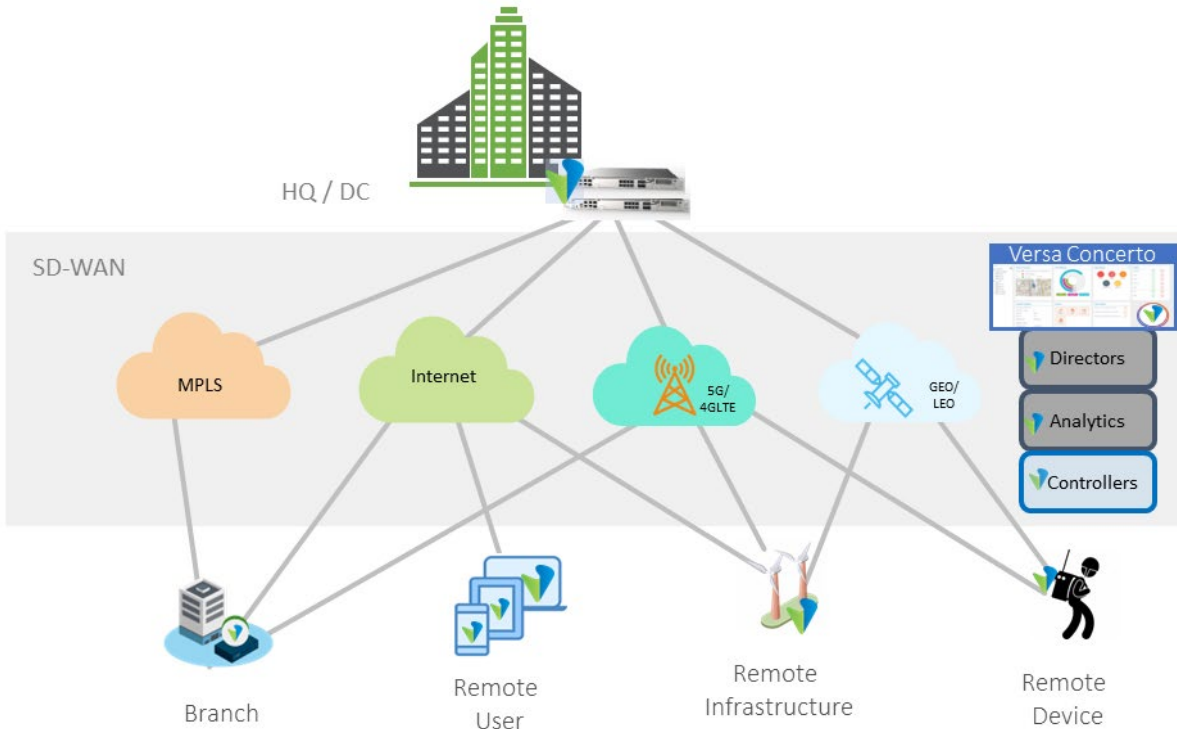 HQ / DC
SD-WAN
Versa Concerto
MPLS
Internet
5G/
4GLTE
GEO/
LEO
Directors
Analytics
Controllers
Branch
Remote
User
Remote
Infrastructure
Remote
Device